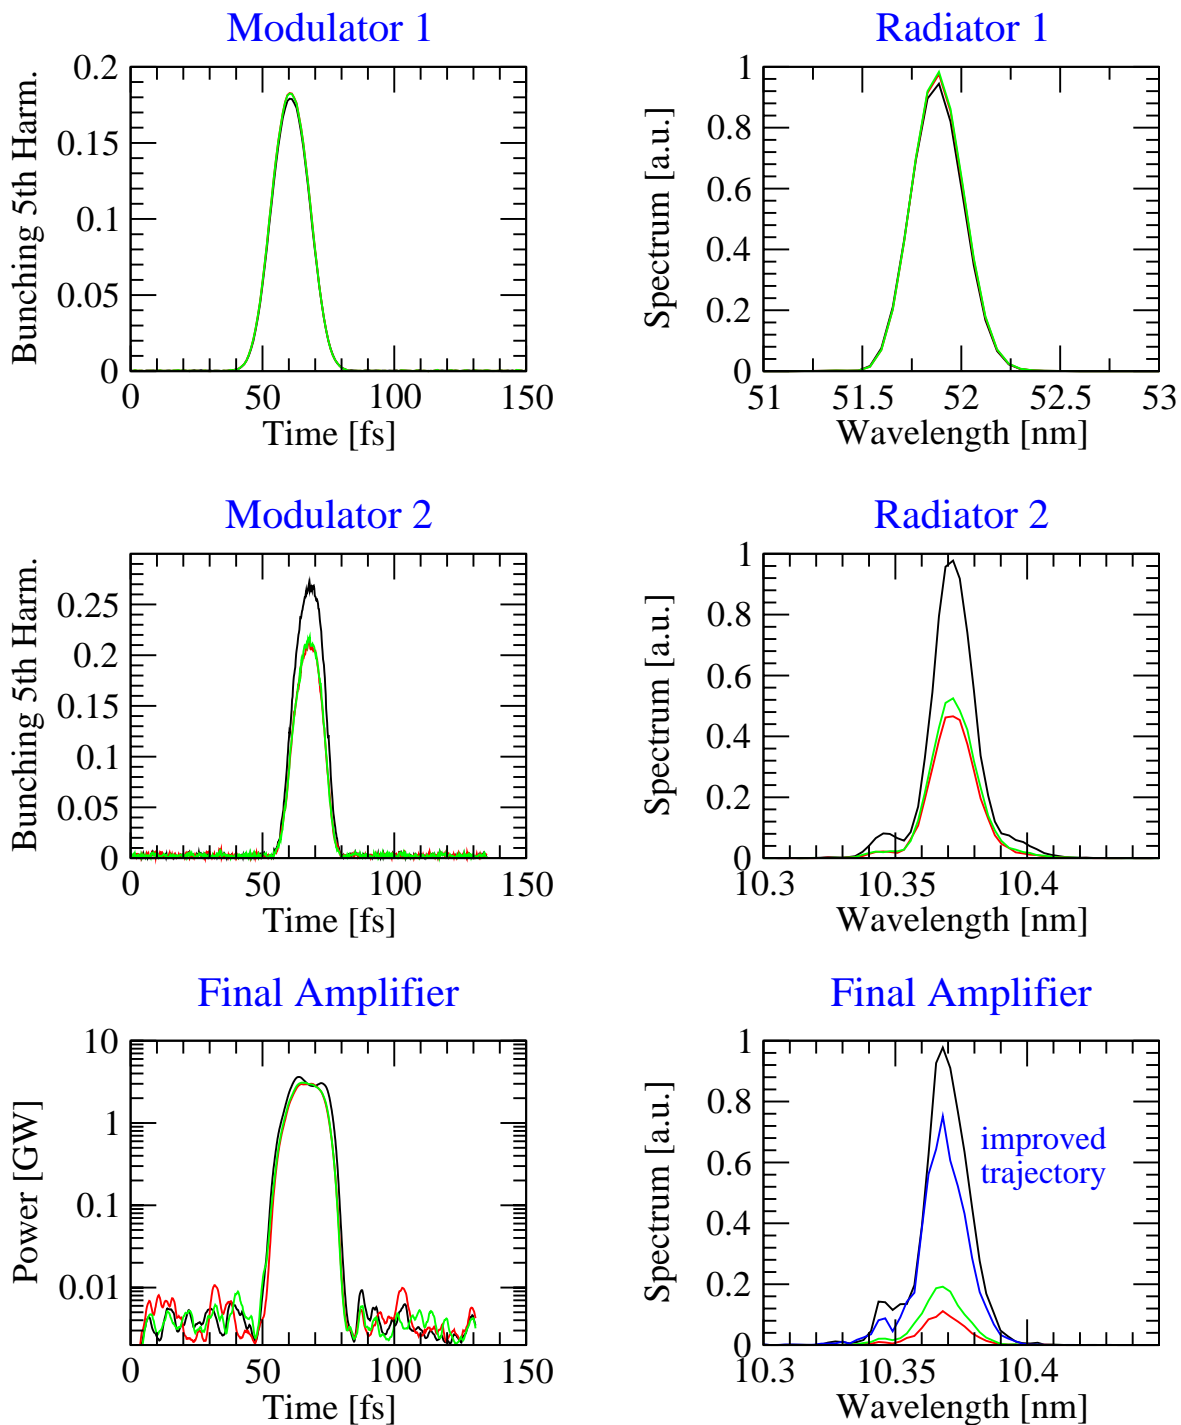 Modulator 1
Bunching 5th Harm.
0.2
0.15
0.1
0.05
0
0 50 100 150
Time [fs]
Radiator 1
Spectrum [a.u.]
1
0.8
0.6
0.4
0.2
0
51 51.5 52 52.5 53
Wavelength [nm]
Modulator 2
Bunching 5th Harm.
0.25
0.2
0.15
0.1
0.05
0
0 50 100 150
Time [fs]
Radiator 2
Spectrum [a.u.]
1
0.8
0.6
0.4
0.2
0
10.3 10.35 10.4
Wavelength [nm]
Final Amplifier
Power [GW]
10
1
0.1
0.01
0 50 100 150
Time [fs]
Final Amplifier
Spectrum [a.u.]
1
0.8
0.6
0.4
0.2
0
improved
trajectory
10.3 10.35 10.4
Wavelength [nm]